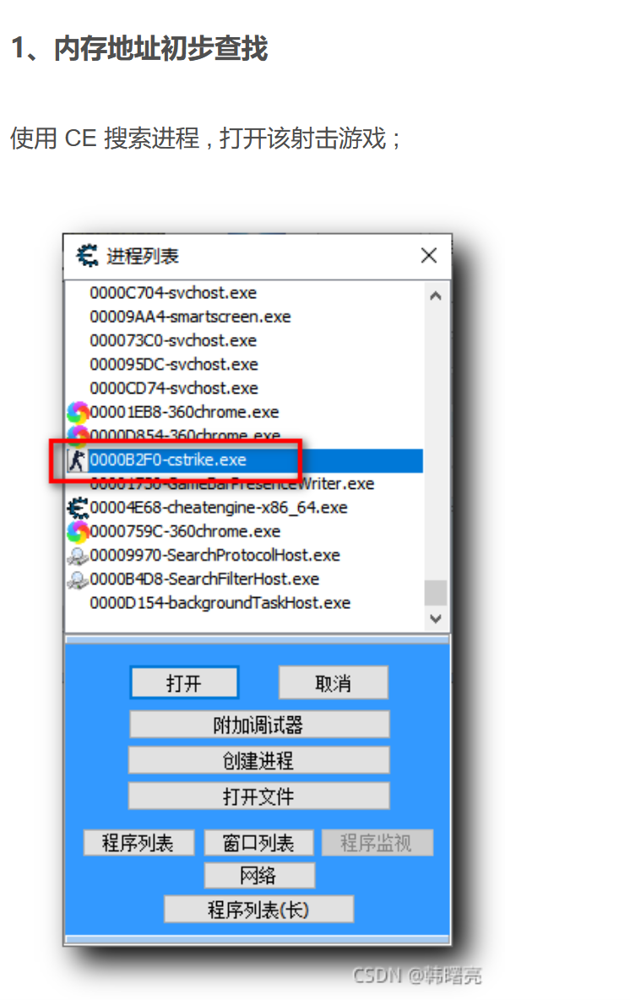 1、内存地址初步查找
使用 CE 搜索进程 , 打开该射击游戏 ;
进程列表
0000C704-svchost.exe
00009AA4-smartscreen.exe
000073C0-svchost.exe
000095DC-svchost.exe
0000CD74-svchost.exe
00001EB8-360chrome.exe
0000D854-360chrome.exe
0000B2F0-cstrike.exe
00001730-GameBarPresenceWriter.exe
00004E68-cheatengine-x86_64.exe
0000759C-360chrome.exe
00009970-SearchProtocolHost.exe
0000B4D8-SearchFilterHost.exe
0000D154-backgroundTaskHost.exe
打开 取消
附加调试器
创建进程
打开文件
程序列表 窗口列表 程序监视
网络
程序列表(长)
CSDN @韩曙亮